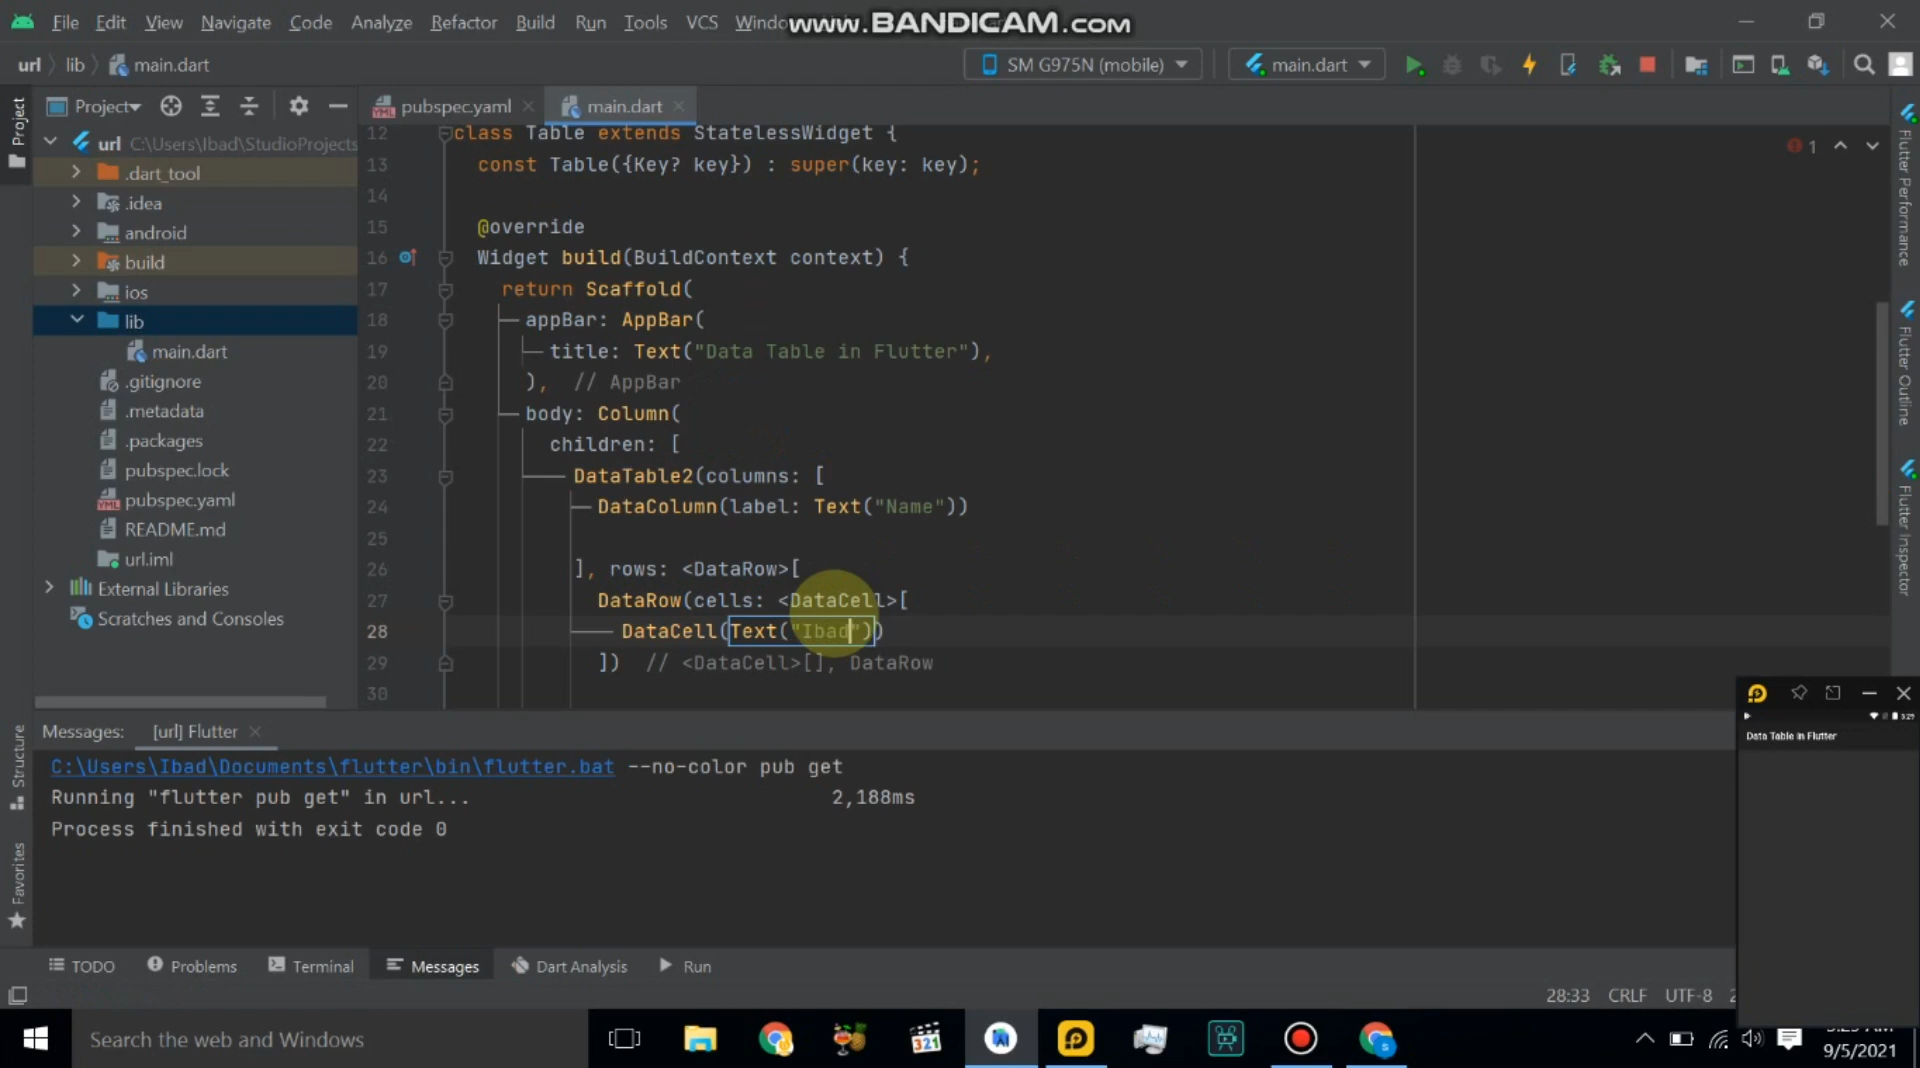 File Edit View Navigate Code Analyze Refactor Build Run Tools VCS Windo
www.BANDICAM.com
url lib main.dart
SM G975N (mobile)
main.dart
Project
pubspec.yaml
main.dart
url C:\Users\Ibad\StudioProjects
.dart_tool
.idea
android
build
ios
lib
main.dart
.gitignore
.metadata
.packages
pubspec.lock
pubspec.yaml
README.md
url.iml
External Libraries
Scratches and Consoles
12 class Table extends StatelessWidget {
13 const Table({Key? key}) : super(key: key);
14
15 @override
16 Widget build(BuildContext context) {
17 return Scaffold(
18 appBar: AppBar(
19 title: Text("Data Table in Flutter"),
20 ), // AppBar
21 body: Column(
22 children: [
23 DataTable2(columns: [
24 DataColumn(label: Text("Name"))
25
26 ], rows: <DataRow>[
27 DataRow(cells: <DataCell>[
28 DataCell(Text("Ibad"))
29 ]) // <DataCell>[], DataRow
30
1
Project
Structure
Favorites
Flutter Performance
Flutter Outline
Flutter Inspector
Messages: [url] Flutter
C:\Users\Ibad\Documents\flutter\bin\flutter.bat --no-color pub get
Running "flutter pub get" in url... 2,188ms
Process finished with exit code 0
Data Table in Flutter
TODO Problems Terminal Messages Dart Analysis Run
28:33 CRLF UTF-8
Search the web and Windows
321
9/5/2021